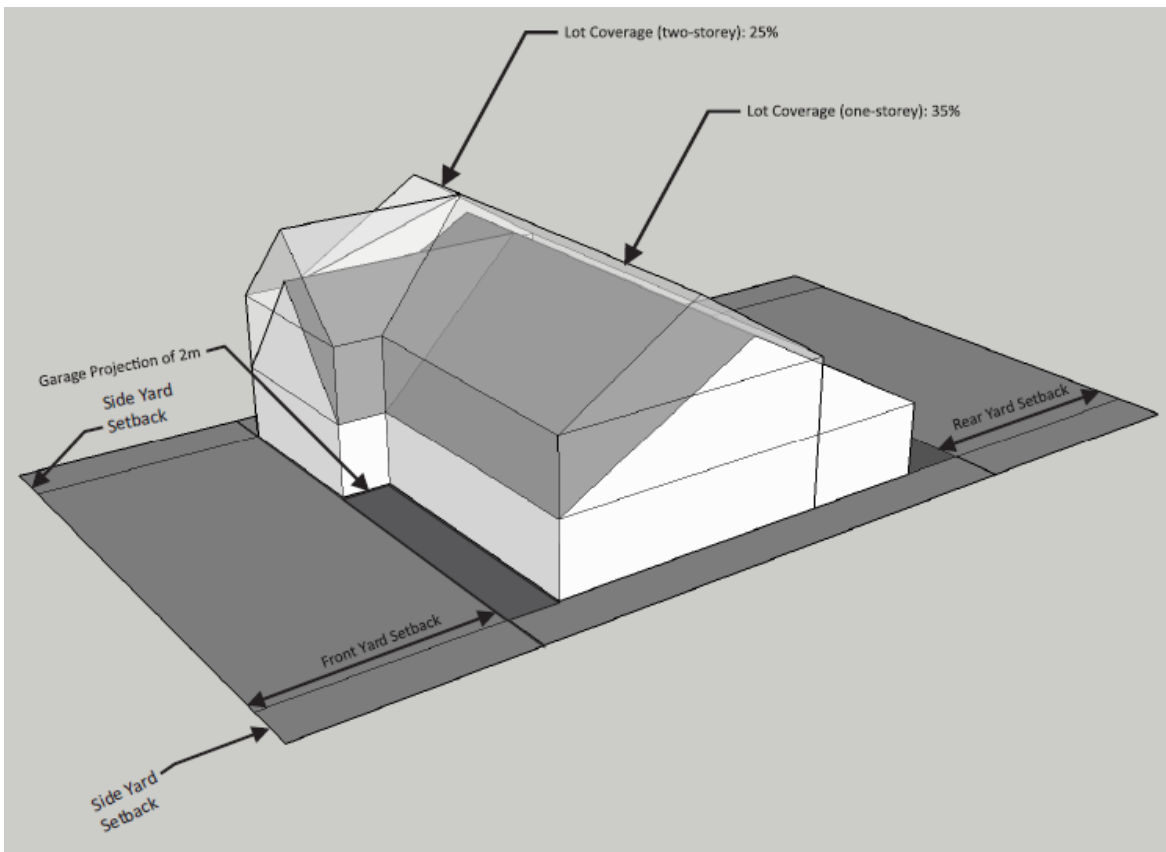 Lot Coverage (two-storey): 25%
Lot Coverage (one-storey): 35%
Garage Projection of 2m
Side Yard
Setback
Rear Yard Setback
Front Yard Setback
Side Yard
Setback